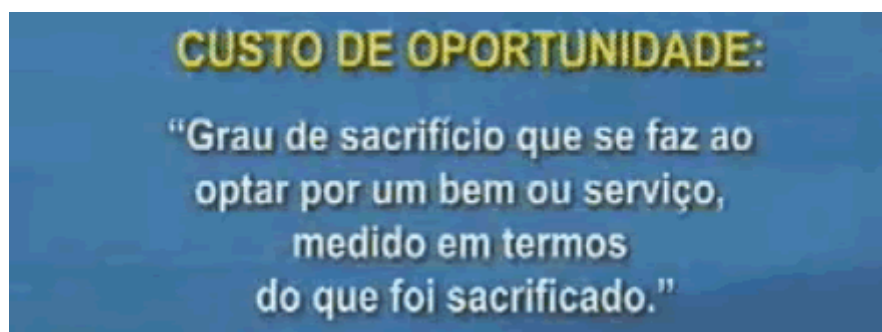 CUSTO DE OPORTUNIDADE:
“Grau de sacrifício que se faz ao
optar por um bem ou serviço,
medido em termos
do que foi sacrificado.”